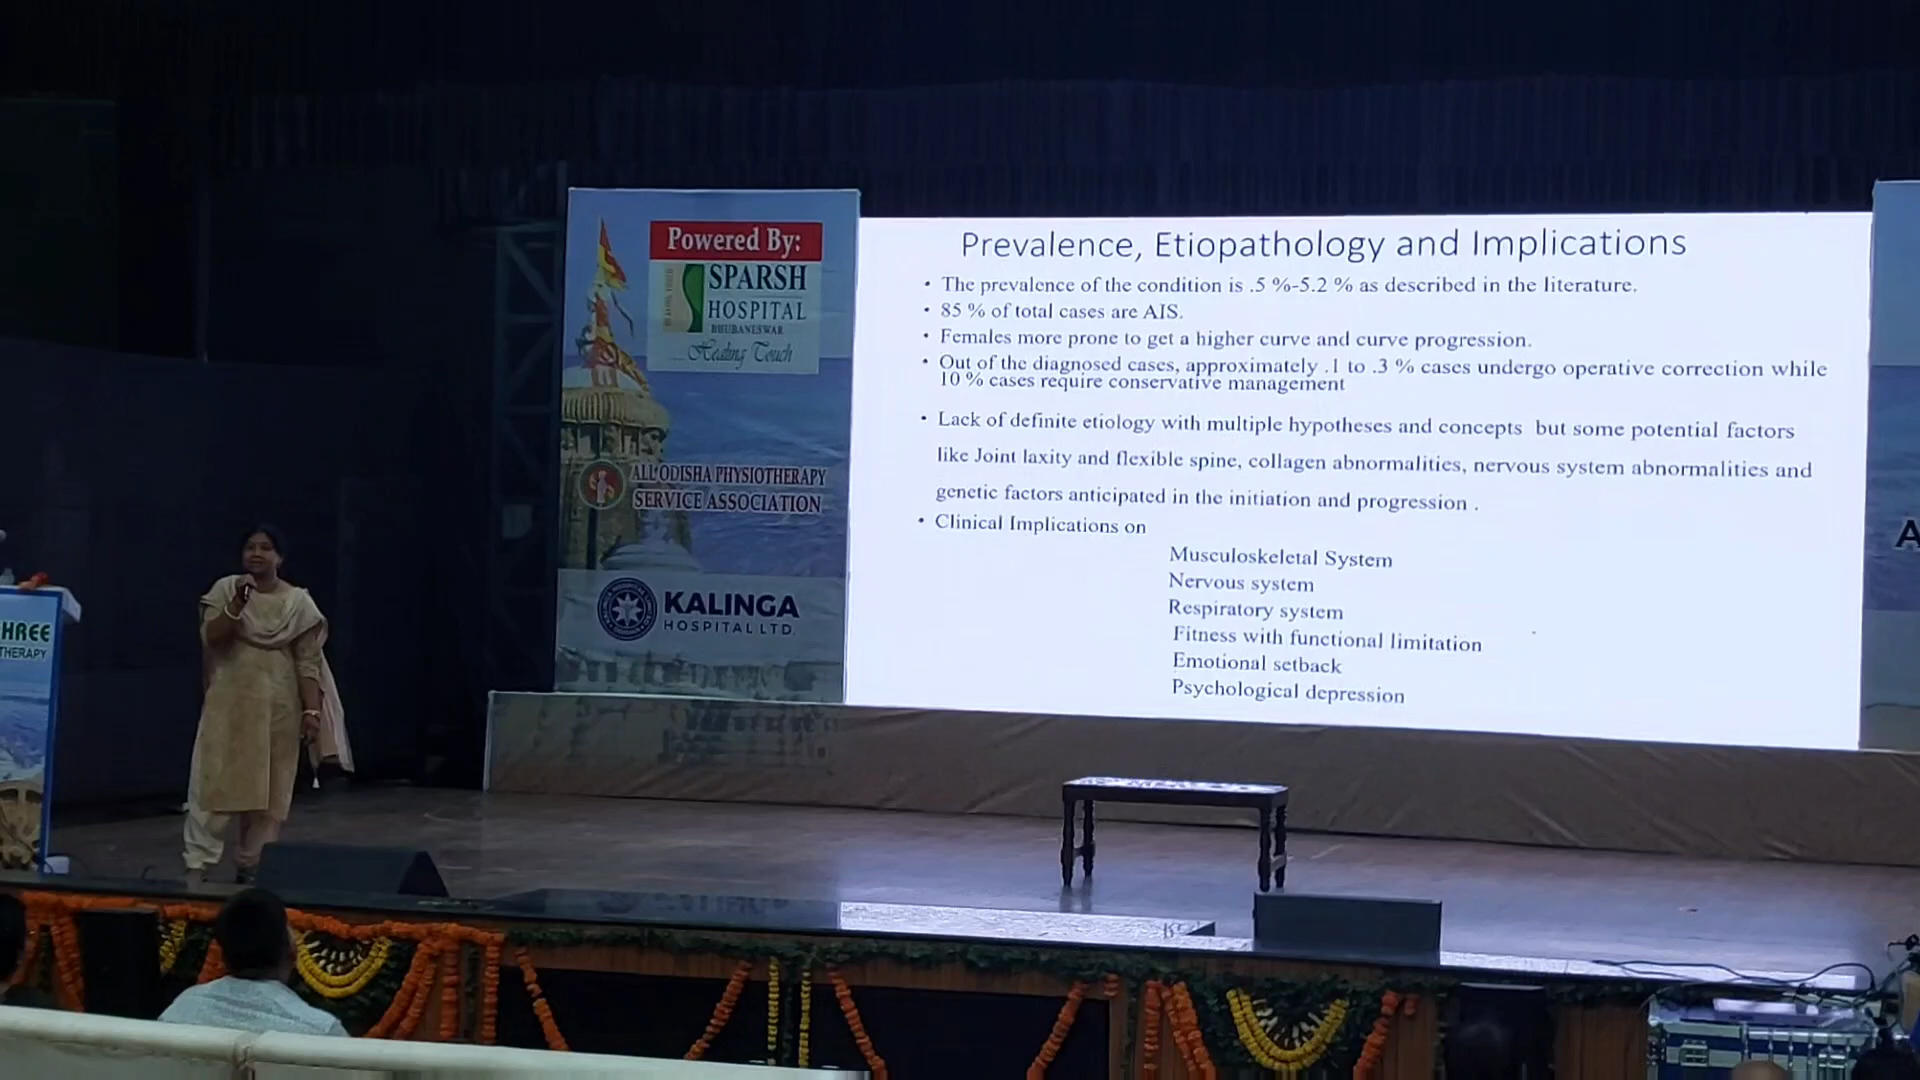 Powered By:
SPARSH
HOSPITAL
BHUBANESWAR
Healing Touch
ALL ODISHA PHYSIOTHERAPY
SERVICE ASSOCIATION
KALINGA
HOSPITAL LTD.
HREE
THERAPY
Prevalence, Etiopathology and Implications
• The prevalence of the condition is .5 %-5.2 % as described in the literature.
• 85 % of total cases are AIS.
• Females more prone to get a higher curve and curve progression.
• Out of the diagnosed cases, approximately .1 to .3 % cases undergo operative correction while
10 % cases require conservative management
• Lack of definite etiology with multiple hypotheses and concepts but some potential factors
like Joint laxity and flexible spine, collagen abnormalities, nervous system abnormalities and
genetic factors anticipated in the initiation and progression .
• Clinical Implications on
Musculoskeletal System
Nervous system
Respiratory system
Fitness with functional limitation
Emotional setback
Psychological depression
A